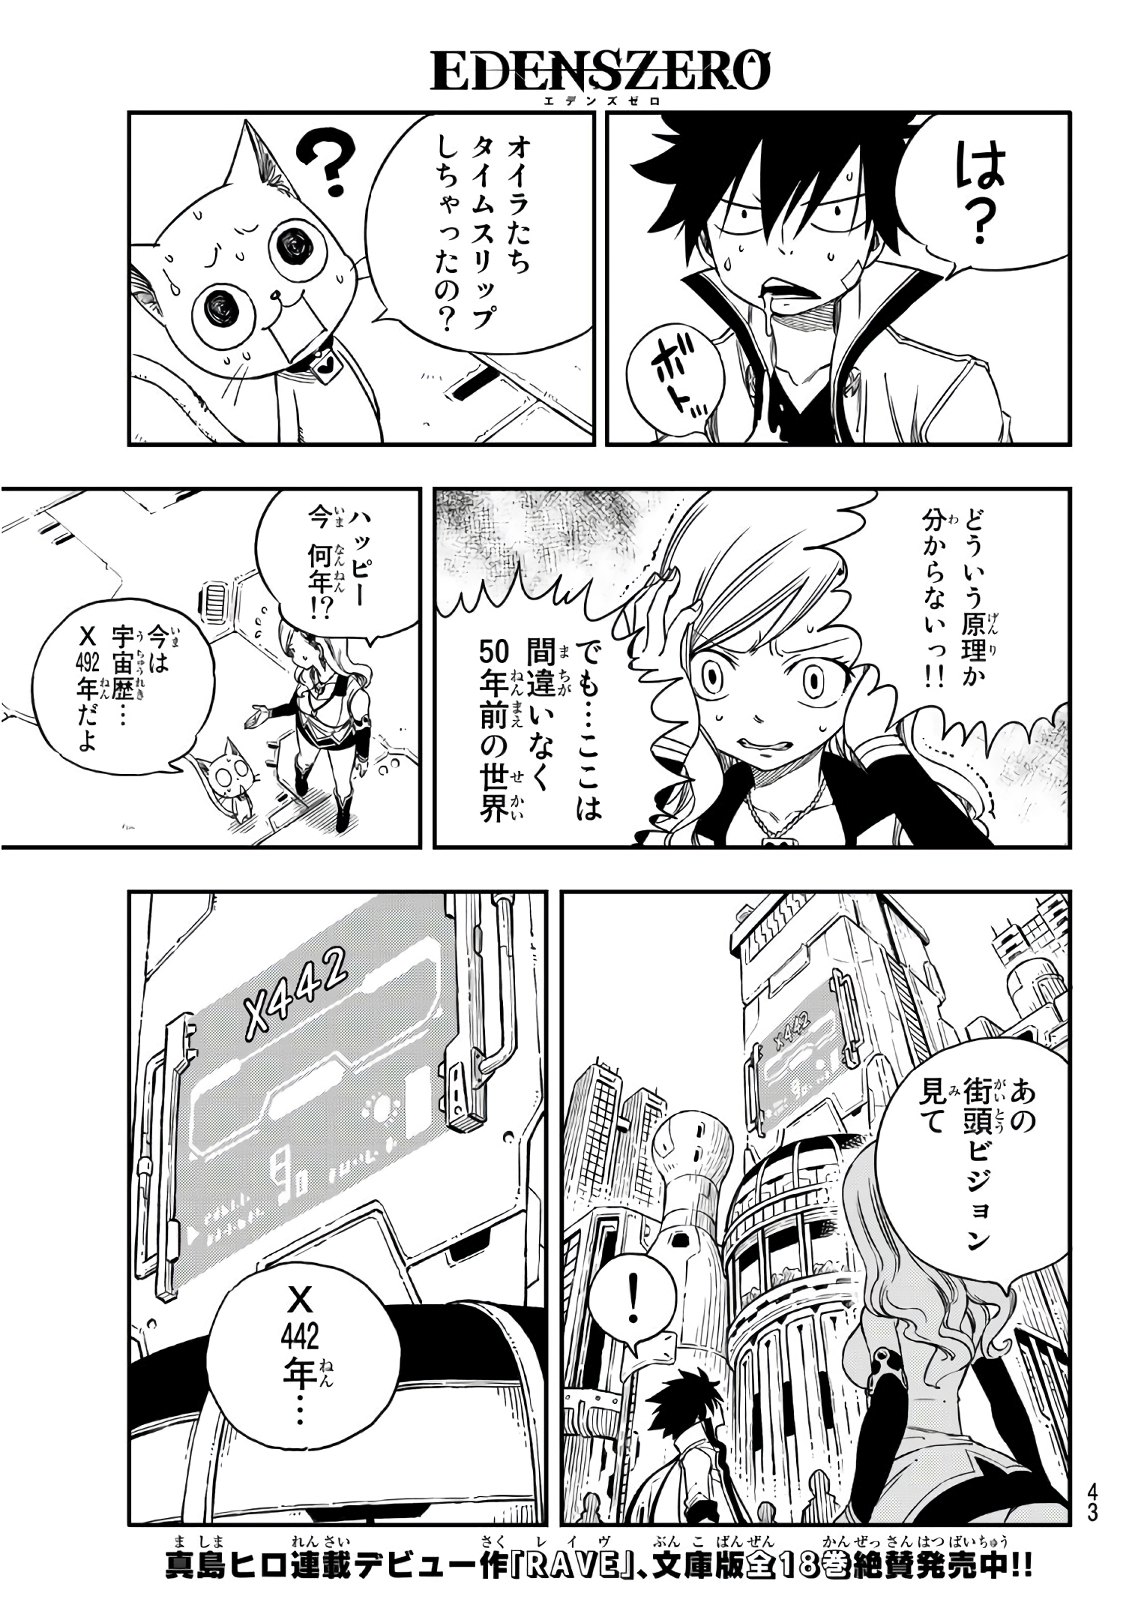 EDENSZERO
エデンズゼロ
は?
ボト…
オイラたち
タイムスリップ
しちゃったの?
?
どういう原理か
分からないっ!!
でも…ここは
間違いなく
50年前の世界
ハッピー
今 何年!?
今は
宇宙歴…
X
492
年だよ
あの
街頭ビジョン
見て
X442
!
X442
X
442
年…
43
真島ヒロ連載デビュー作「RAVE」、文庫版全18巻絶賛発売中!!